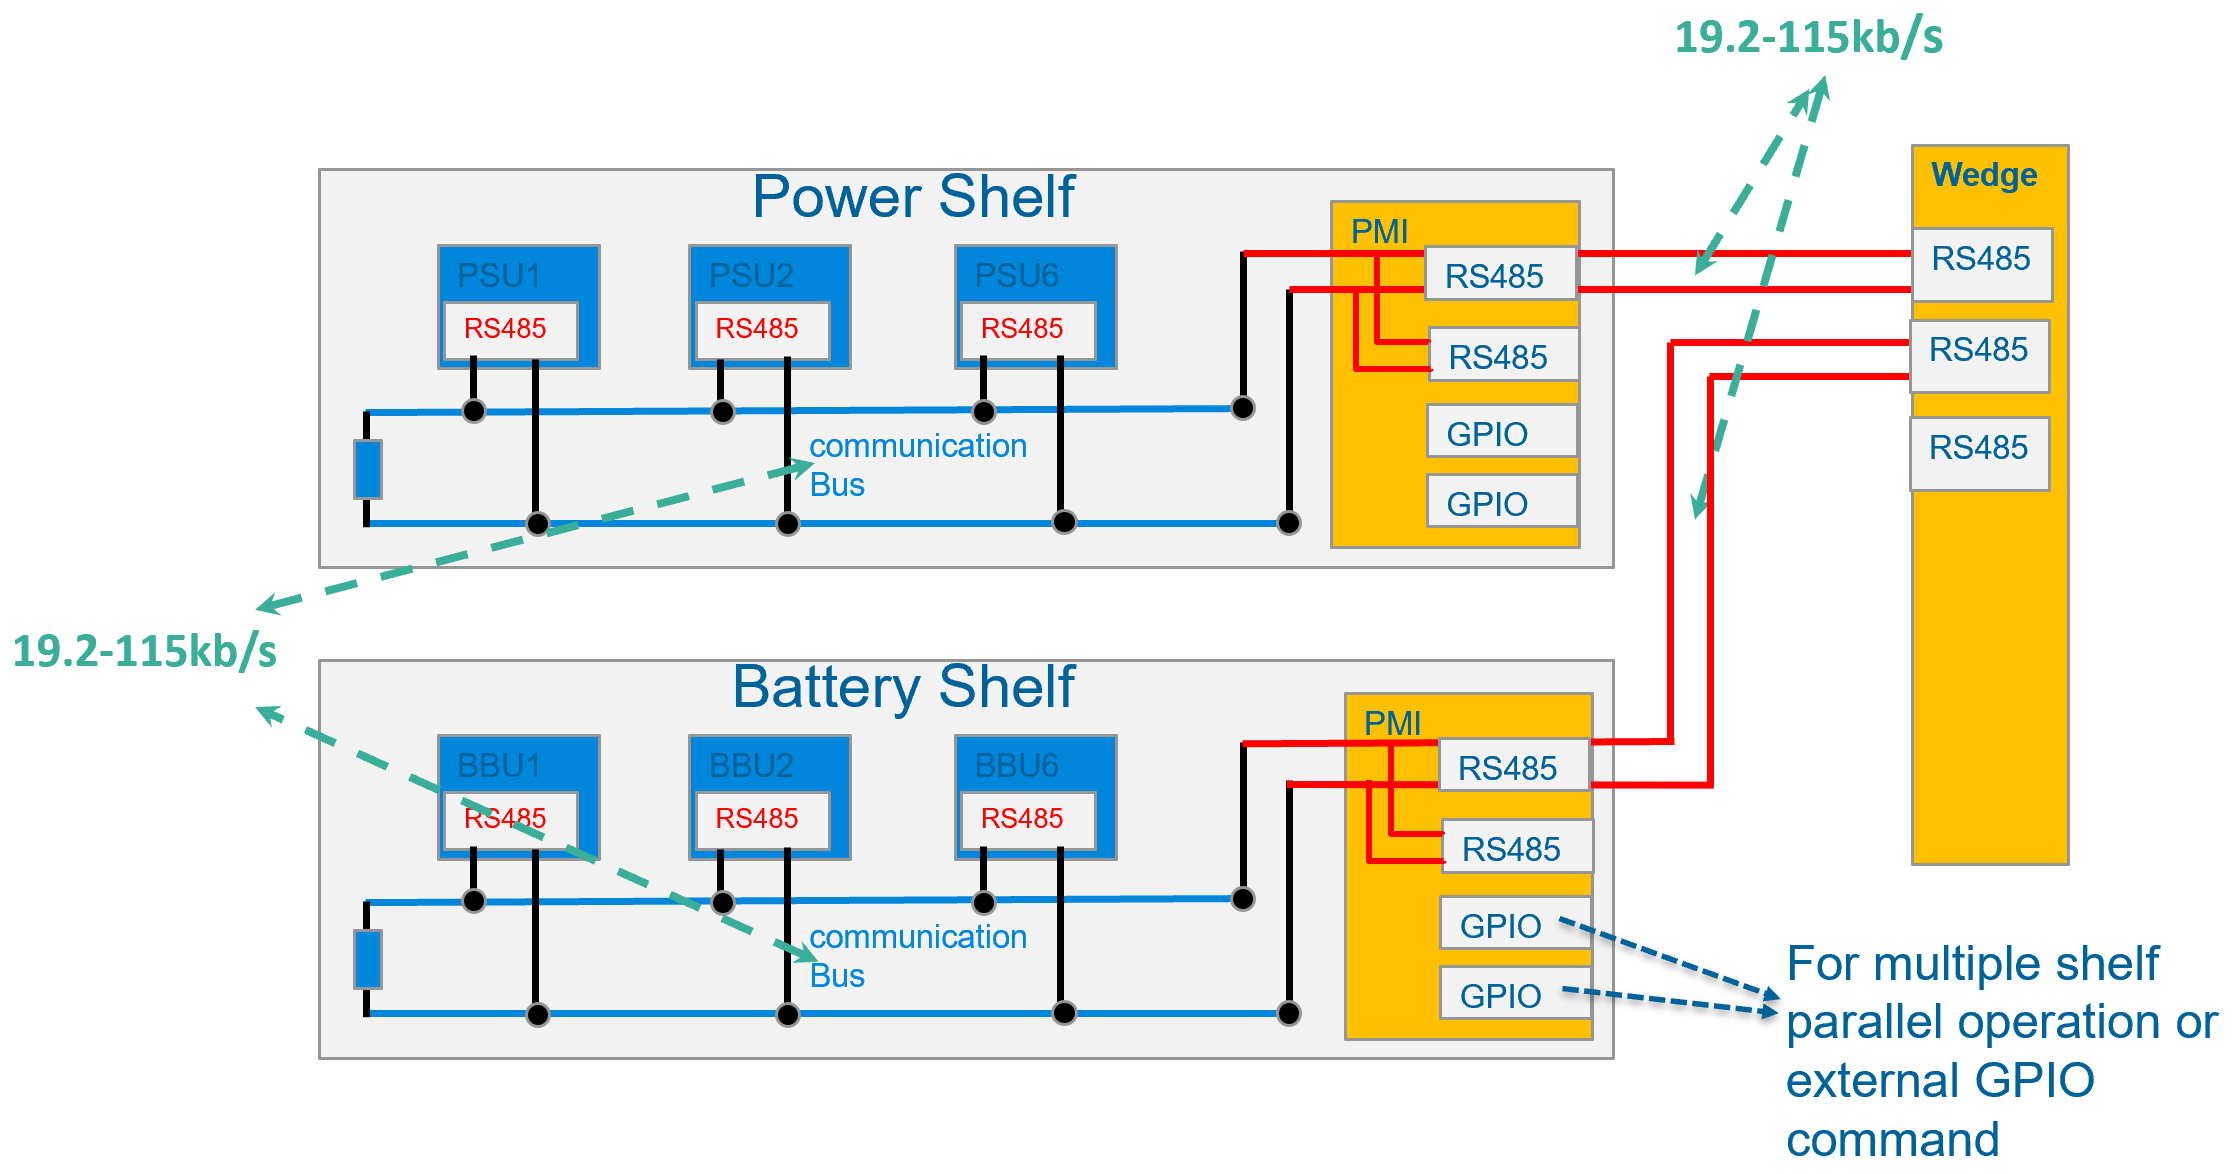 19.2-115kb/s
Wedge
RS485
RS485
RS485
Power Shelf
PSU1
RS485
PSU2
RS485
PSU6
RS485
PMI
RS485
RS485
GPIO
GPIO
communication
Bus
19.2-115kb/s
Battery Shelf
BBU1
RS485
BBU2
RS485
BBU6
RS485
PMI
RS485
RS485
GPIO
GPIO
communication
Bus
For multiple shelf
parallel operation or
external GPIO
command